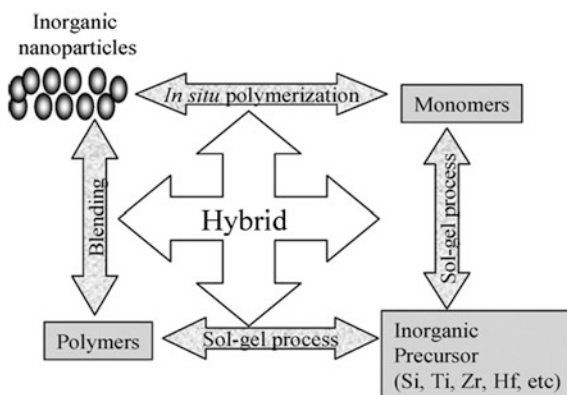 Inorganic
nanoparticles
In situ polymerization
Monomers
Blending
Hybrid
Sol-gel process
Polymers
Sol-gel process
Inorganic
Precursor
(Si, Ti, Zr, Hf, etc)